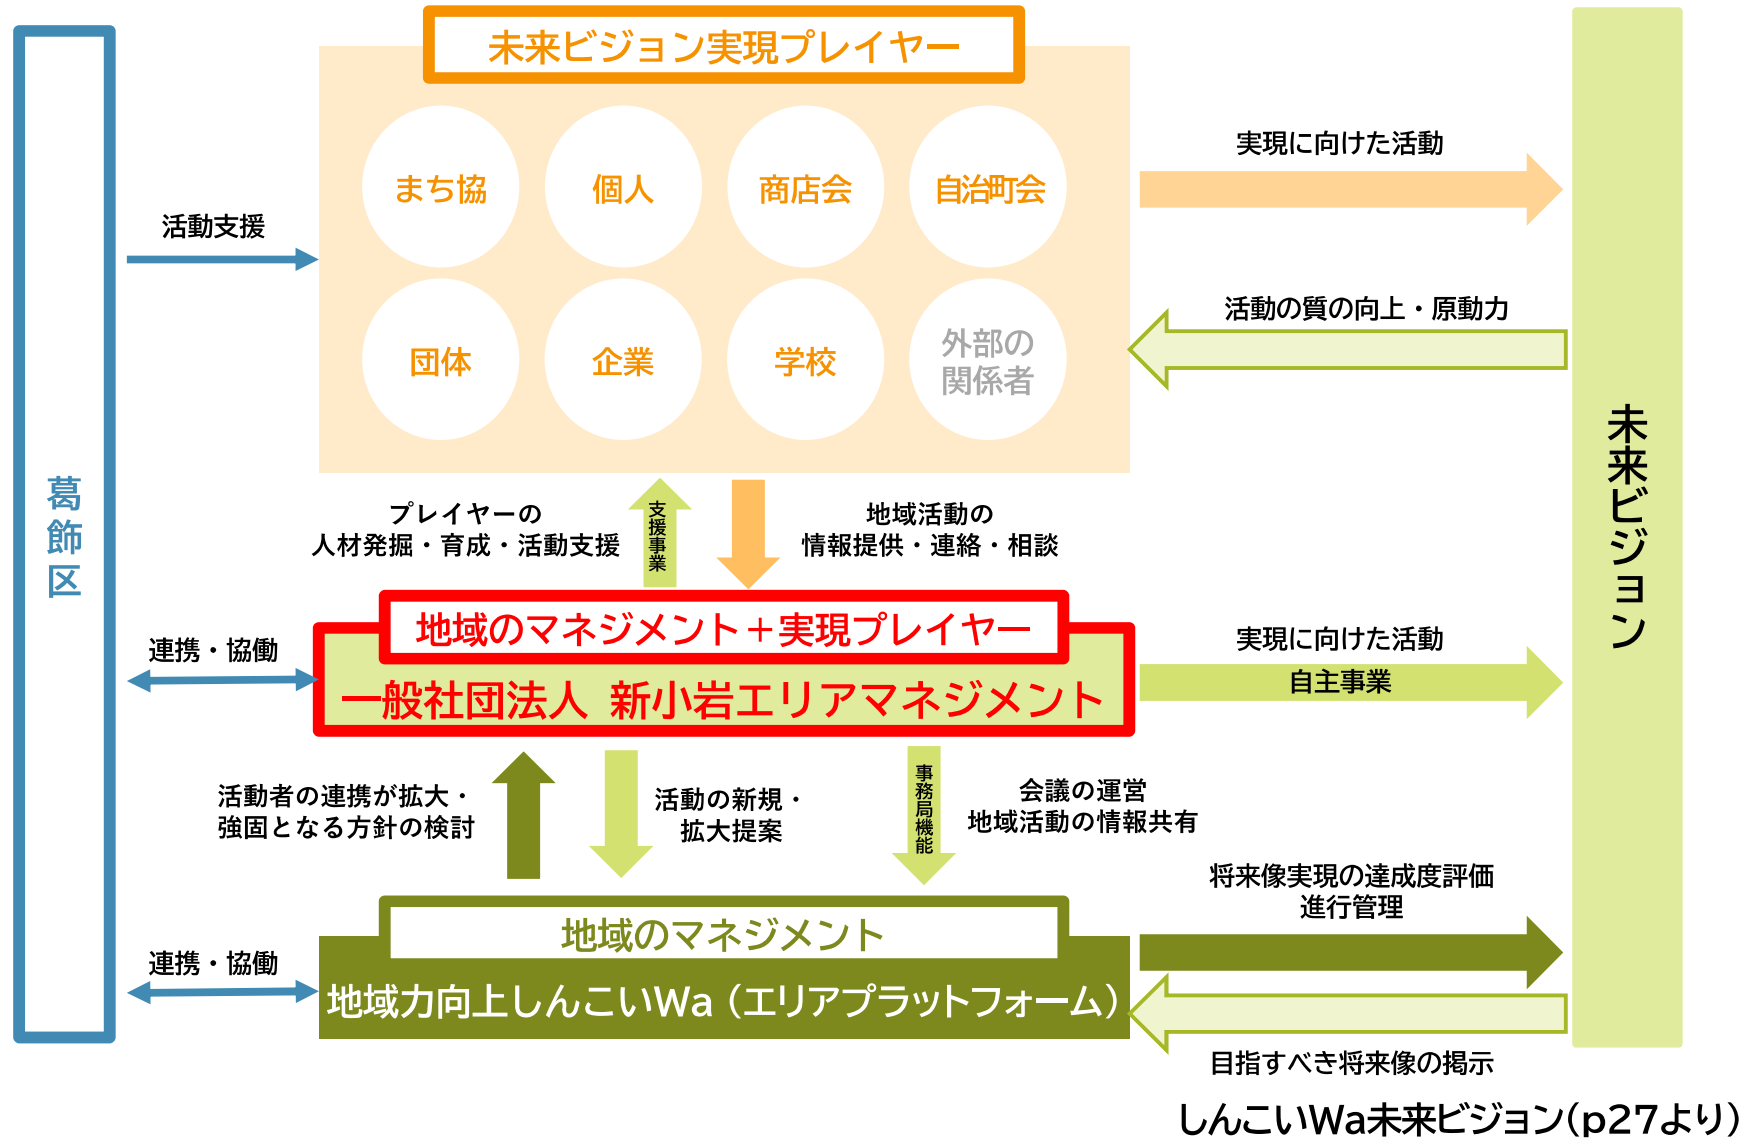 未来ビジョン実現プレイヤー
まち協
個人
商店会
自治町会
団体
企業
学校
外部の
関係者
葛飾区
活動支援
実現に向けた活動
活動の質の向上・原動力
未来ビジョン
プレイヤーの
人材発掘・育成・活動支援
支援事業
地域活動の
情報提供・連絡・相談
地域のマネジメント＋実現プレイヤー
一般社団法人 新小岩エリアマネジメント
連携・協働
実現に向けた活動
自主事業
活動者の連携が拡大・
強固となる方針の検討
活動の新規・
拡大提案
事務局機能
会議の運営
地域活動の情報共有
地域のマネジメント
地域力向上しんこいWa（エリアプラットフォーム）
連携・協働
将来像実現の達成度評価
進行管理
目指すべき将来像の掲示
しんこいWa未来ビジョン(p27より)